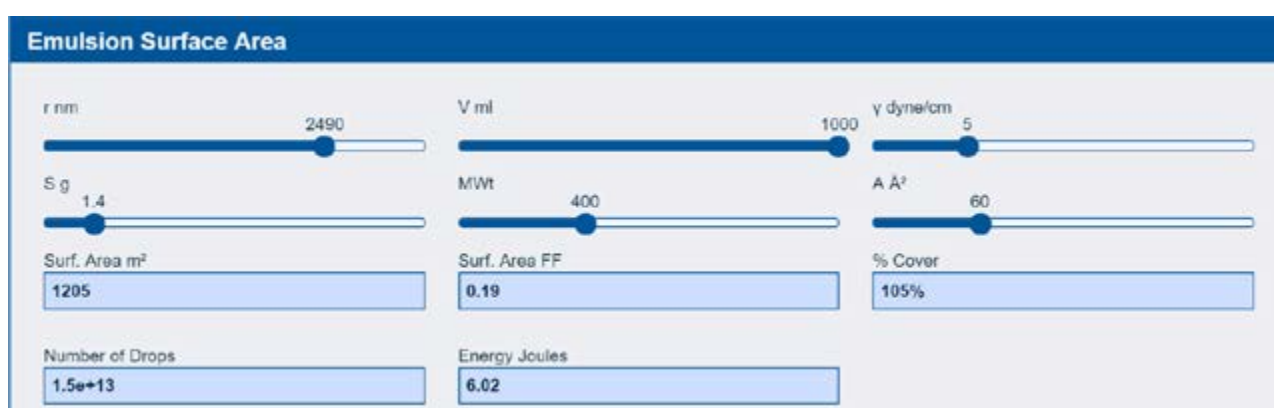 Emulsion Surface Area
r nm V ml γ dyne/cm
2490 1000 5
S g MWt A Å²
1.4 400 60
Surf. Area m² Surf. Area FF % Cover
1205 0.19 105%
Number of Drops Energy Joules
1.5e+13 6.02